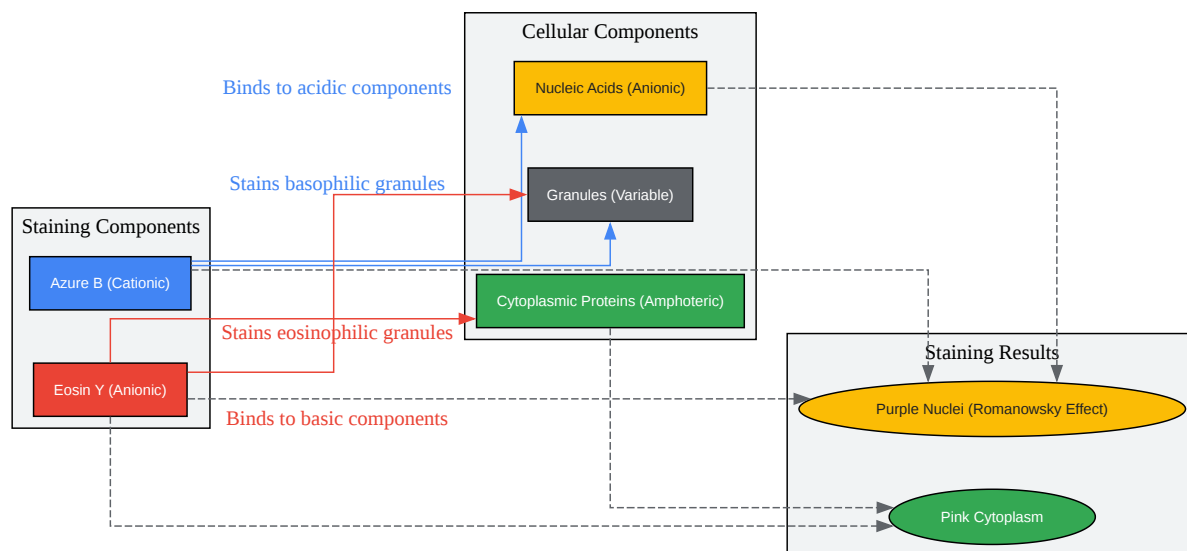 Cellular Components
Nucleic Acids (Anionic)
Binds to acidic components
Stains basophilic granules
Granules (Variable)
Staining Components
Azure B (Cationic)
Cytoplasmic Proteins (Amphoteric)
Stains eosinophilic granules
Staining Results
Eosin Y (Anionic)
Purple Nuclei (Romanowsky Effect)
Binds to basic components
Pink Cytoplasm